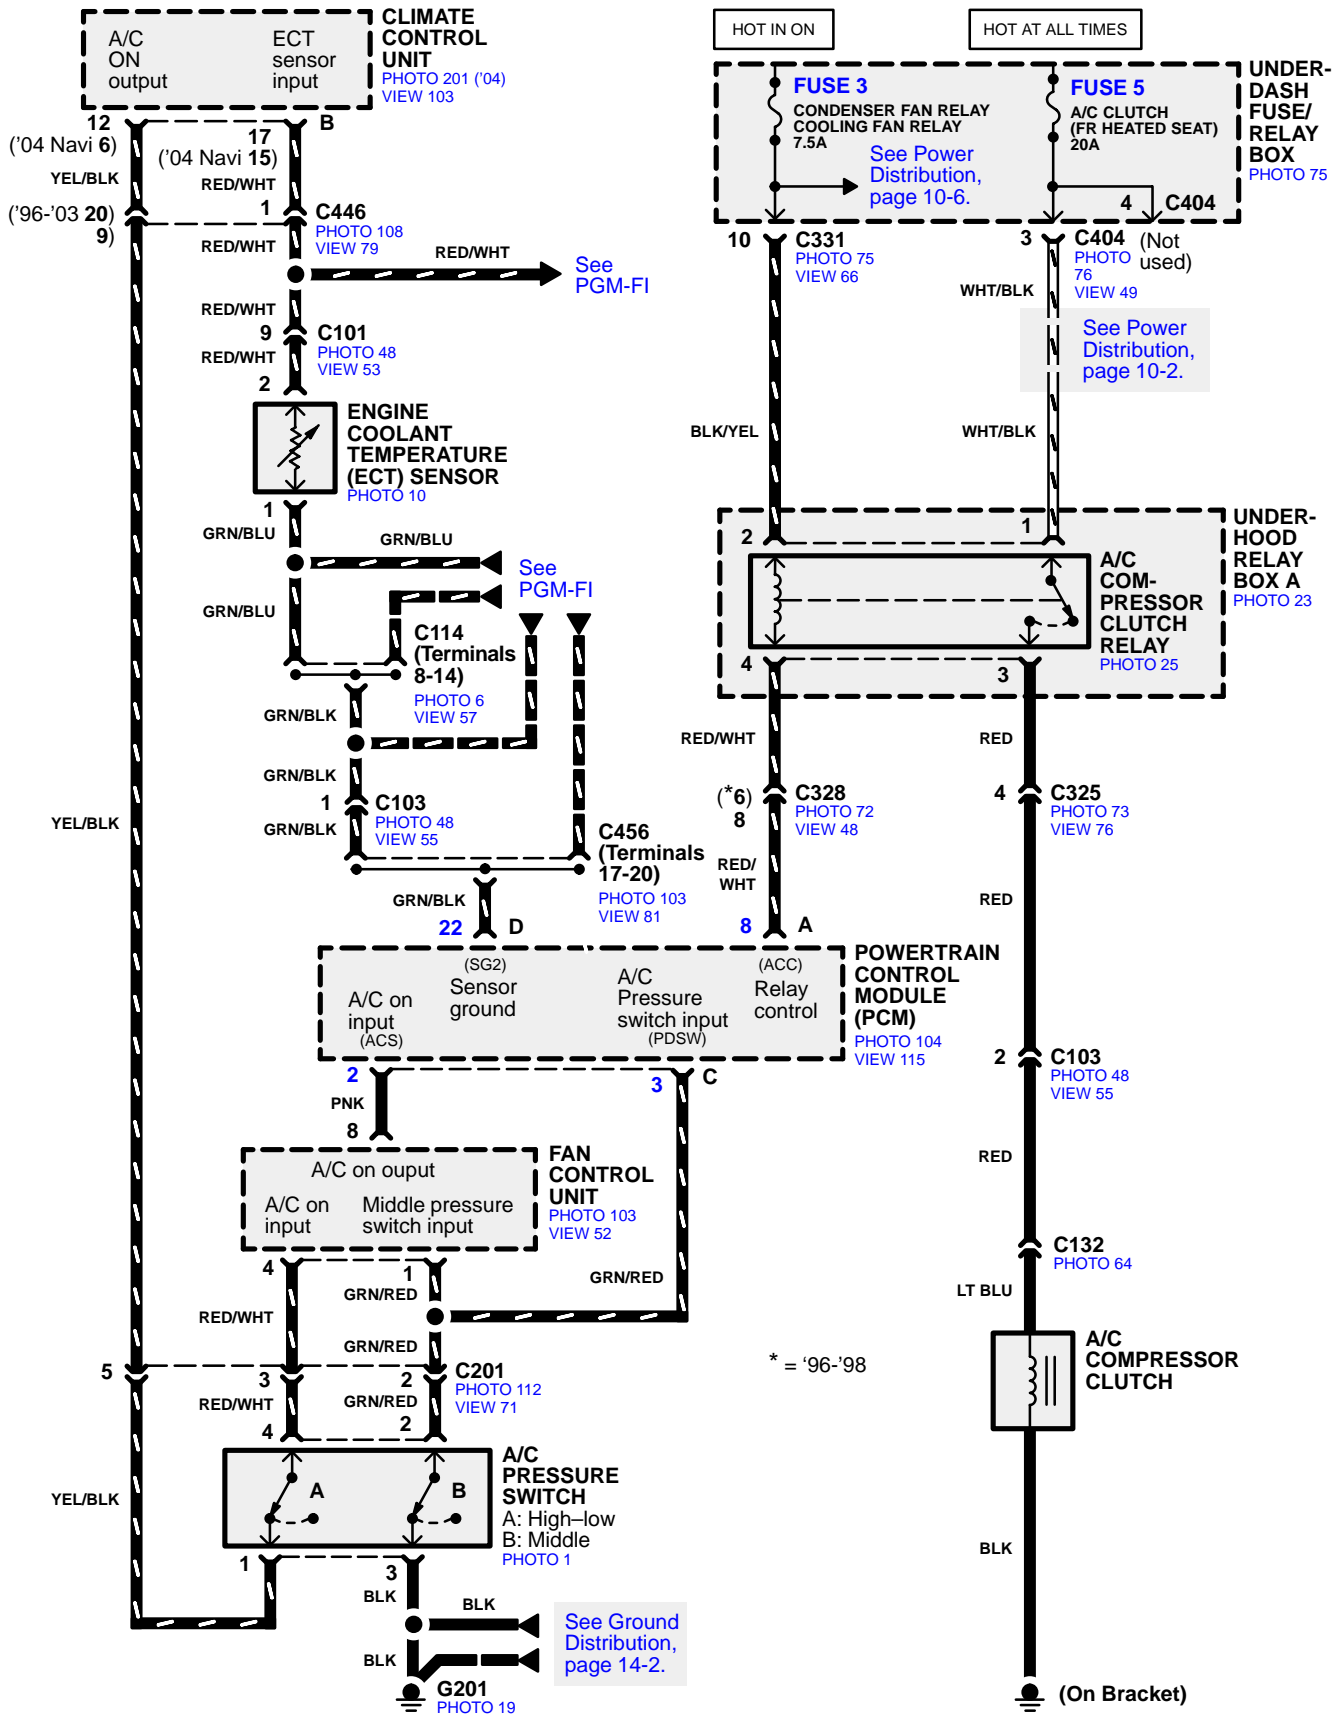 CLIMATE
CONTROL
UNIT
PHOTO 201 ('04)
VIEW 103
A/C
ON
output
ECT
sensor
input
12
('04 Navi 6)
17
('04 Navi 15)
B
YEL/BLK
RED/WHT
('96-'03 20)
9)
1
C446
PHOTO 108
VIEW 79
RED/WHT
RED/WHT
See
PGM-FI
RED/WHT
9
C101
PHOTO 48
VIEW 53
RED/WHT
2
ENGINE
COOLANT
TEMPERATURE
(ECT) SENSOR
PHOTO 10
1
GRN/BLU
GRN/BLU
See
PGM-FI
GRN/BLU
C114
(Terminals
8-14)
PHOTO 6
VIEW 57
GRN/BLK
GRN/BLK
1
C103
PHOTO 48
VIEW 55
GRN/BLK
YEL/BLK
C456
(Terminals
17-20)
PHOTO 103
VIEW 81
GRN/BLK
22
D
HOT IN ON
HOT AT ALL TIMES
FUSE 3
CONDENSER FAN RELAY
COOLING FAN RELAY
7.5A
See Power
Distribution,
page 10-6.
FUSE 5
A/C CLUTCH
(FR HEATED SEAT)
20A
UNDER-
DASH
FUSE/
RELAY
BOX
PHOTO 75
4
C404
(Not
used)
10
C331
PHOTO 75
VIEW 66
3
C404
PHOTO
76
VIEW 49
WHT/BLK
See Power
Distribution,
page 10-2.
BLK/YEL
WHT/BLK
2
1
UNDER-
HOOD
RELAY
BOX A
PHOTO 23
A/C
COM-
PRESSOR
CLUTCH
RELAY
PHOTO 25
4
3
RED/WHT
RED
(*6)
8
C328
PHOTO 72
VIEW 48
4
C325
PHOTO 73
VIEW 76
RED/
WHT
RED
8
A
(SG2)
Sensor
ground
A/C on
input
(ACS)
A/C
Pressure
switch input
(PDSW)
(ACC)
Relay
control
POWERTRAIN
CONTROL
MODULE
(PCM)
PHOTO 104
VIEW 115
2
3
C
PNK
8
2
C103
PHOTO 48
VIEW 55
RED
A/C on ouput
A/C on
input
Middle pressure
switch input
FAN
CONTROL
UNIT
PHOTO 103
VIEW 52
4
1
GRN/RED
GRN/RED
RED/WHT
GRN/RED
C132
PHOTO 64
LT BLU
A/C
COMPRESSOR
CLUTCH
* = '96-'98
5
3
2
C201
PHOTO 112
VIEW 71
RED/WHT
GRN/RED
4
2
A
B
A/C
PRESSURE
SWITCH
A: High–low
B: Middle
PHOTO 1
YEL/BLK
1
3
BLK
BLK
BLK
See Ground
Distribution,
page 14-2.
G201
PHOTO 19
BLK
(On Bracket)